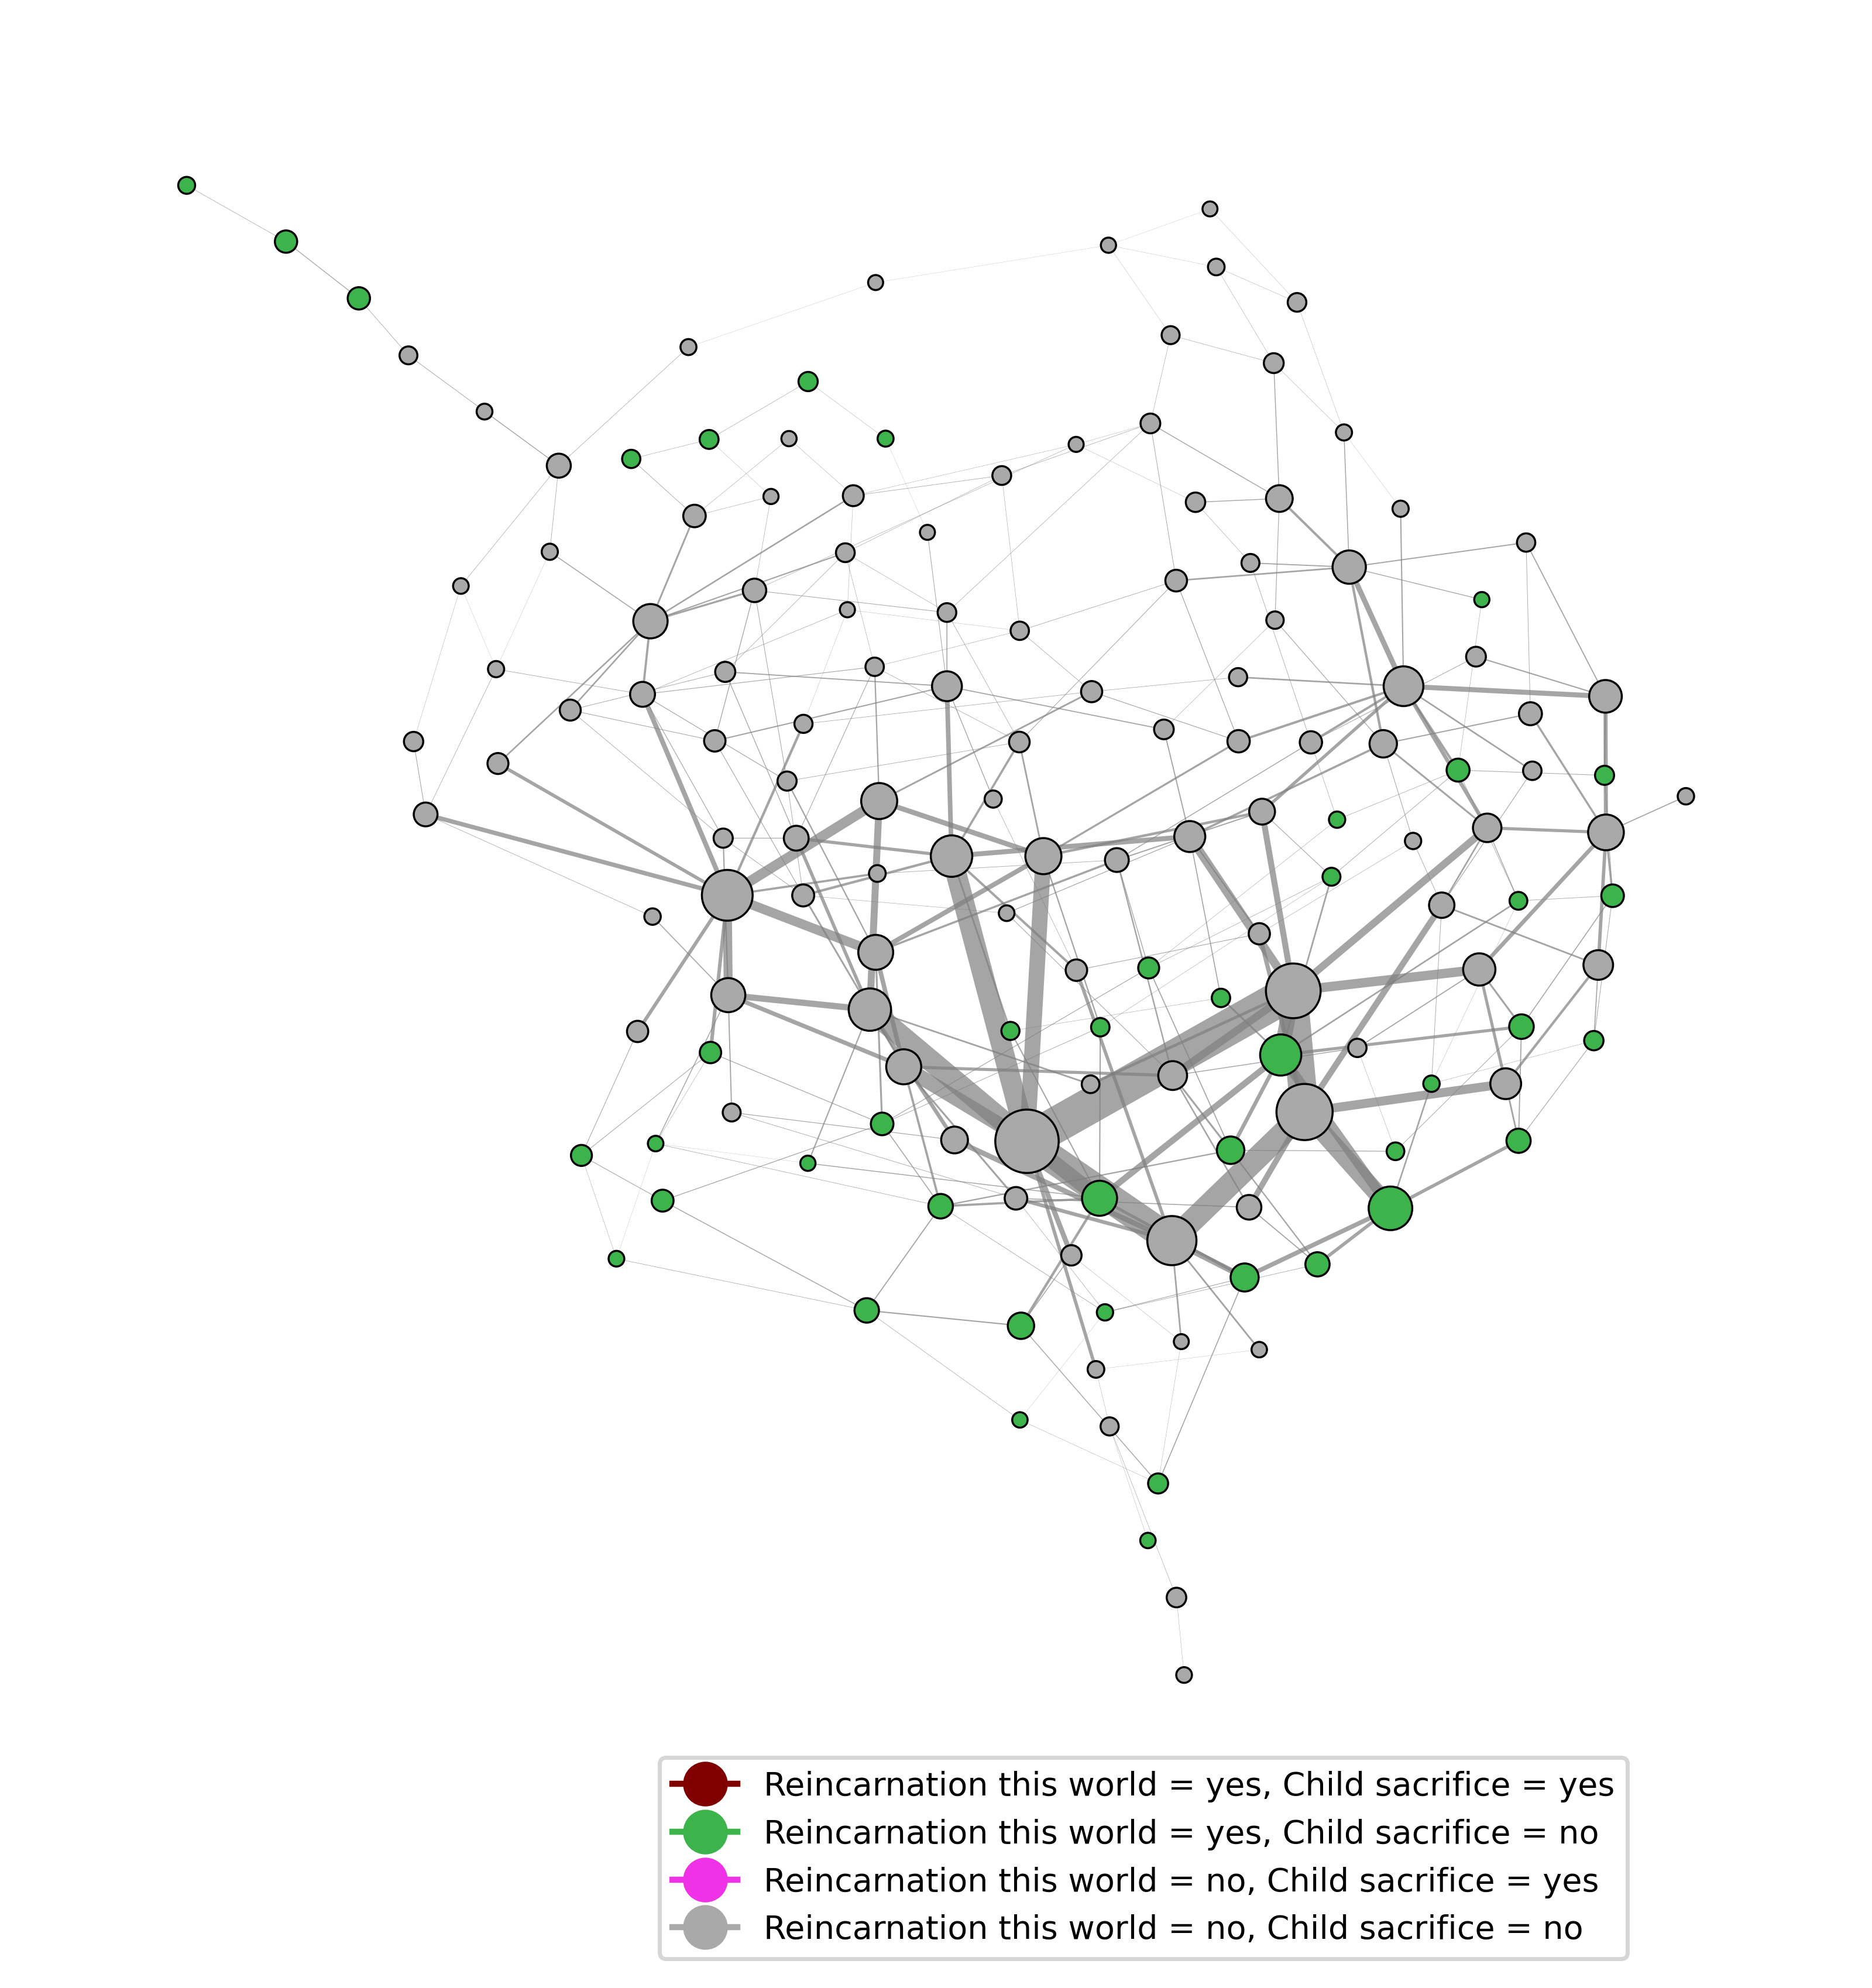 Reincarnation this world = yes, Child sacrifice = yes
Reincarnation this world = yes, Child sacrifice = no
Reincarnation this world = no, Child sacrifice = yes
Reincarnation this world = no, Child sacrifice = no